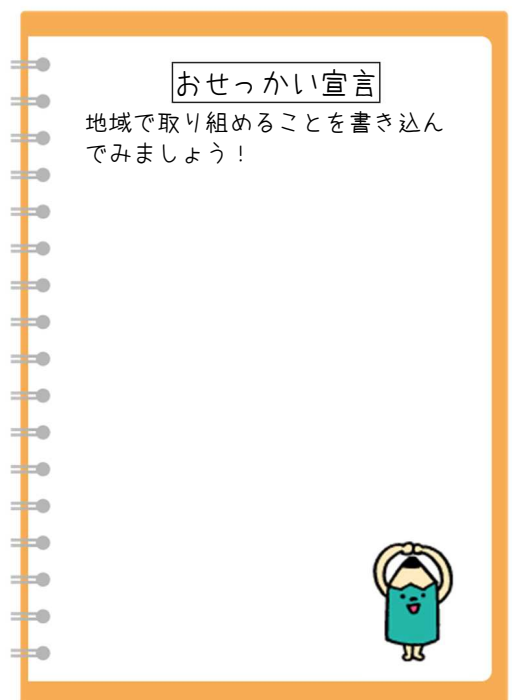 おせっかい宣言
地域で取り組めることを書き込ん
でみましょう！